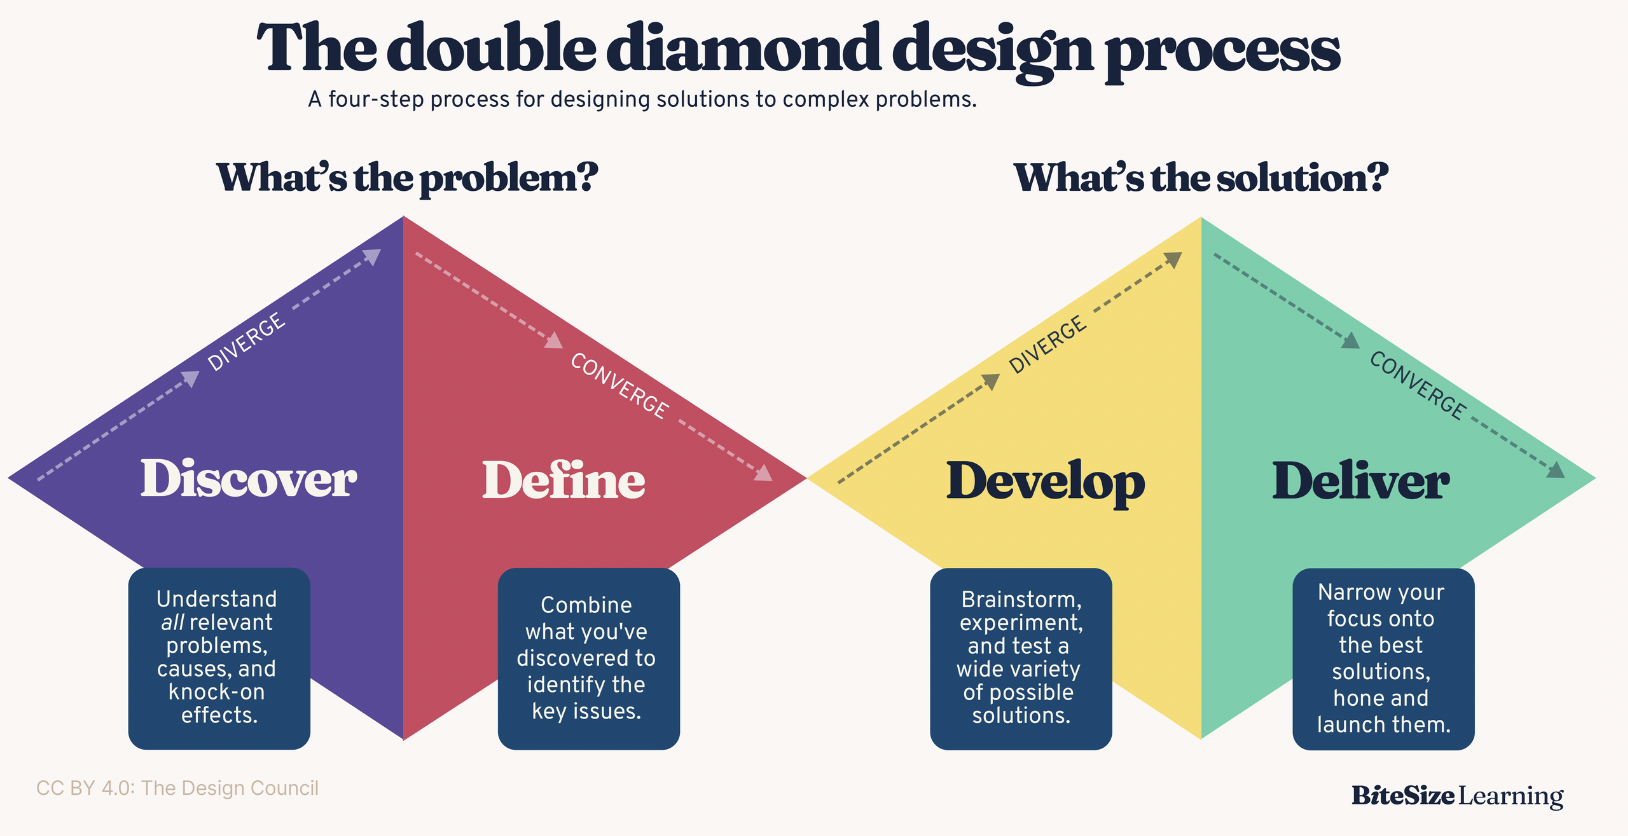 The double diamond design process
A four-step process for designing solutions to complex problems.
What's the problem?
What's the solution?
DIVERGE
CONVERGE
DIVERGE
CONVERGE
Discover
Define
Develop
Deliver
Understand
all relevant
problems,
causes, and
knock-on
effects.
Combine
what you've
discovered to
identify the
key issues.
Brainstorm,
experiment,
and test a
wide variety
of possible
solutions.
Narrow your
focus onto
the best
solutions,
hone and
launch them.
CC BY 4.0: The Design Council
BiteSize Learning